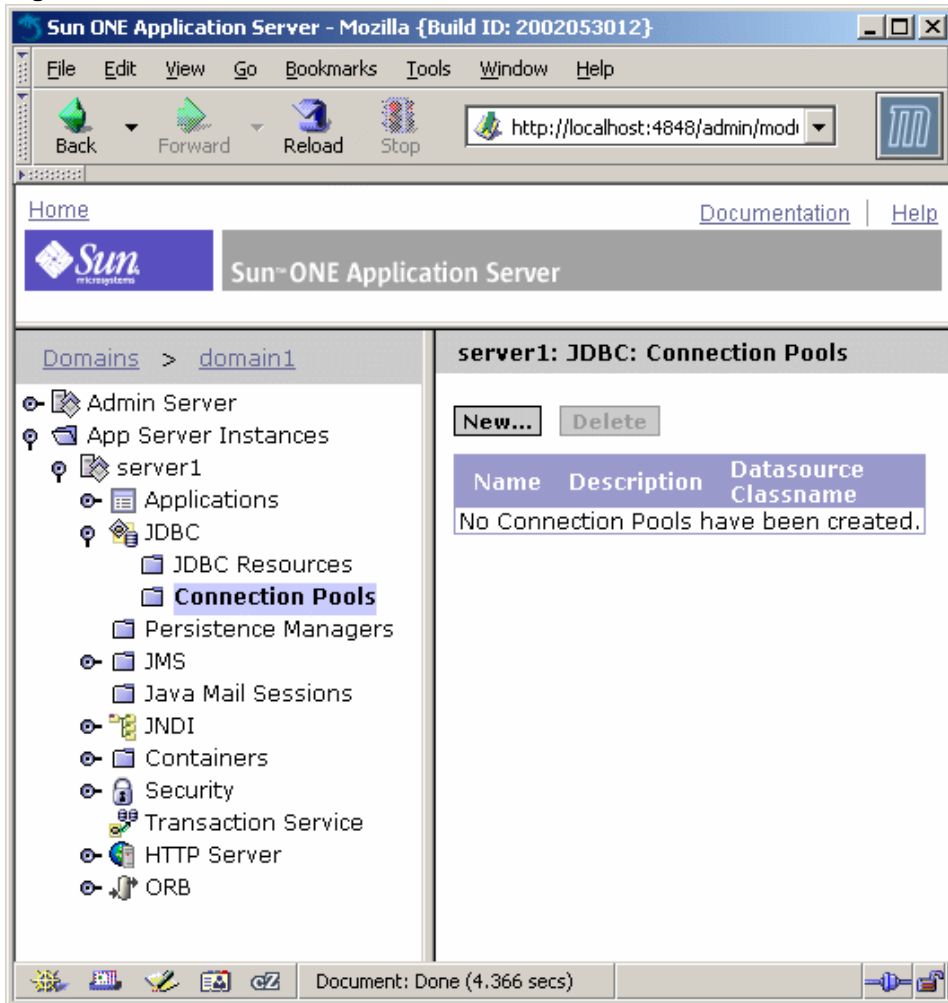 Sun ONE Application Server - Mozilla {Build ID: 2002053012}
File Edit View Go Bookmarks Tools Window Help
Back Forward Reload Stop http://localhost:4848/admin/modu
Home Documentation | Help
Sun microsystems
Sun™ ONE Application Server
Domains > domain1
Admin Server
App Server Instances
server1
Applications
JDBC
JDBC Resources
Connection Pools
Persistence Managers
JMS
Java Mail Sessions
JNDI
Containers
Security
Transaction Service
HTTP Server
ORB
server1: JDBC: Connection Pools
New... Delete
Name Description Datasource Classname
No Connection Pools have been created.
Document: Done (4.366 secs)